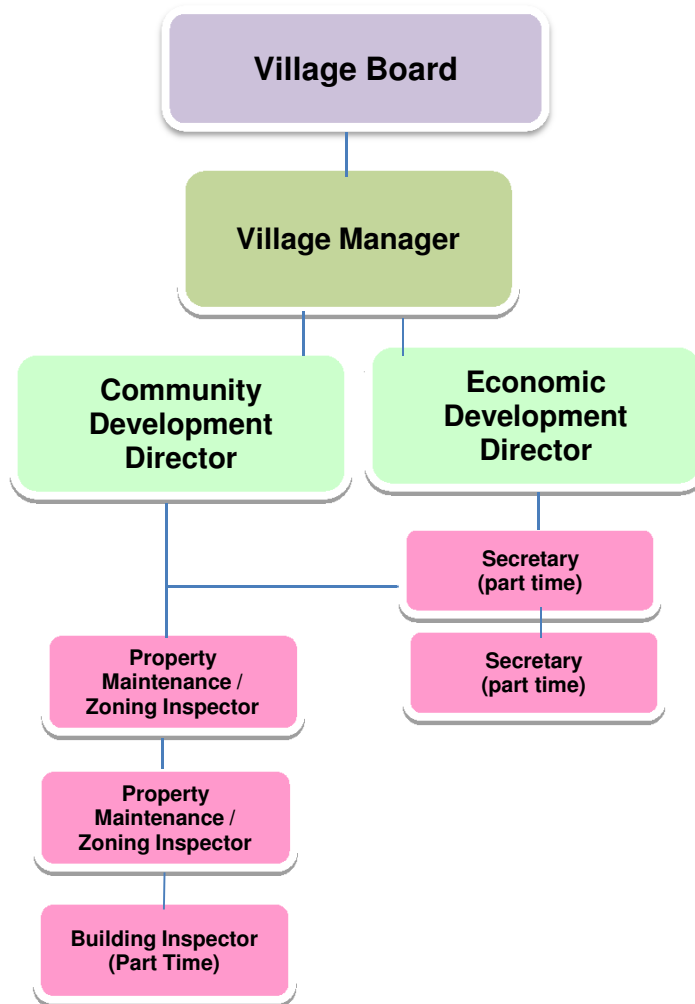 Village Board
Village Manager
Community
Development
Director
Economic
Development
Director
Secretary
(part time)
Secretary
(part time)
Property
Maintenance /
Zoning Inspector
Property
Maintenance /
Zoning Inspector
Building Inspector
(Part Time)